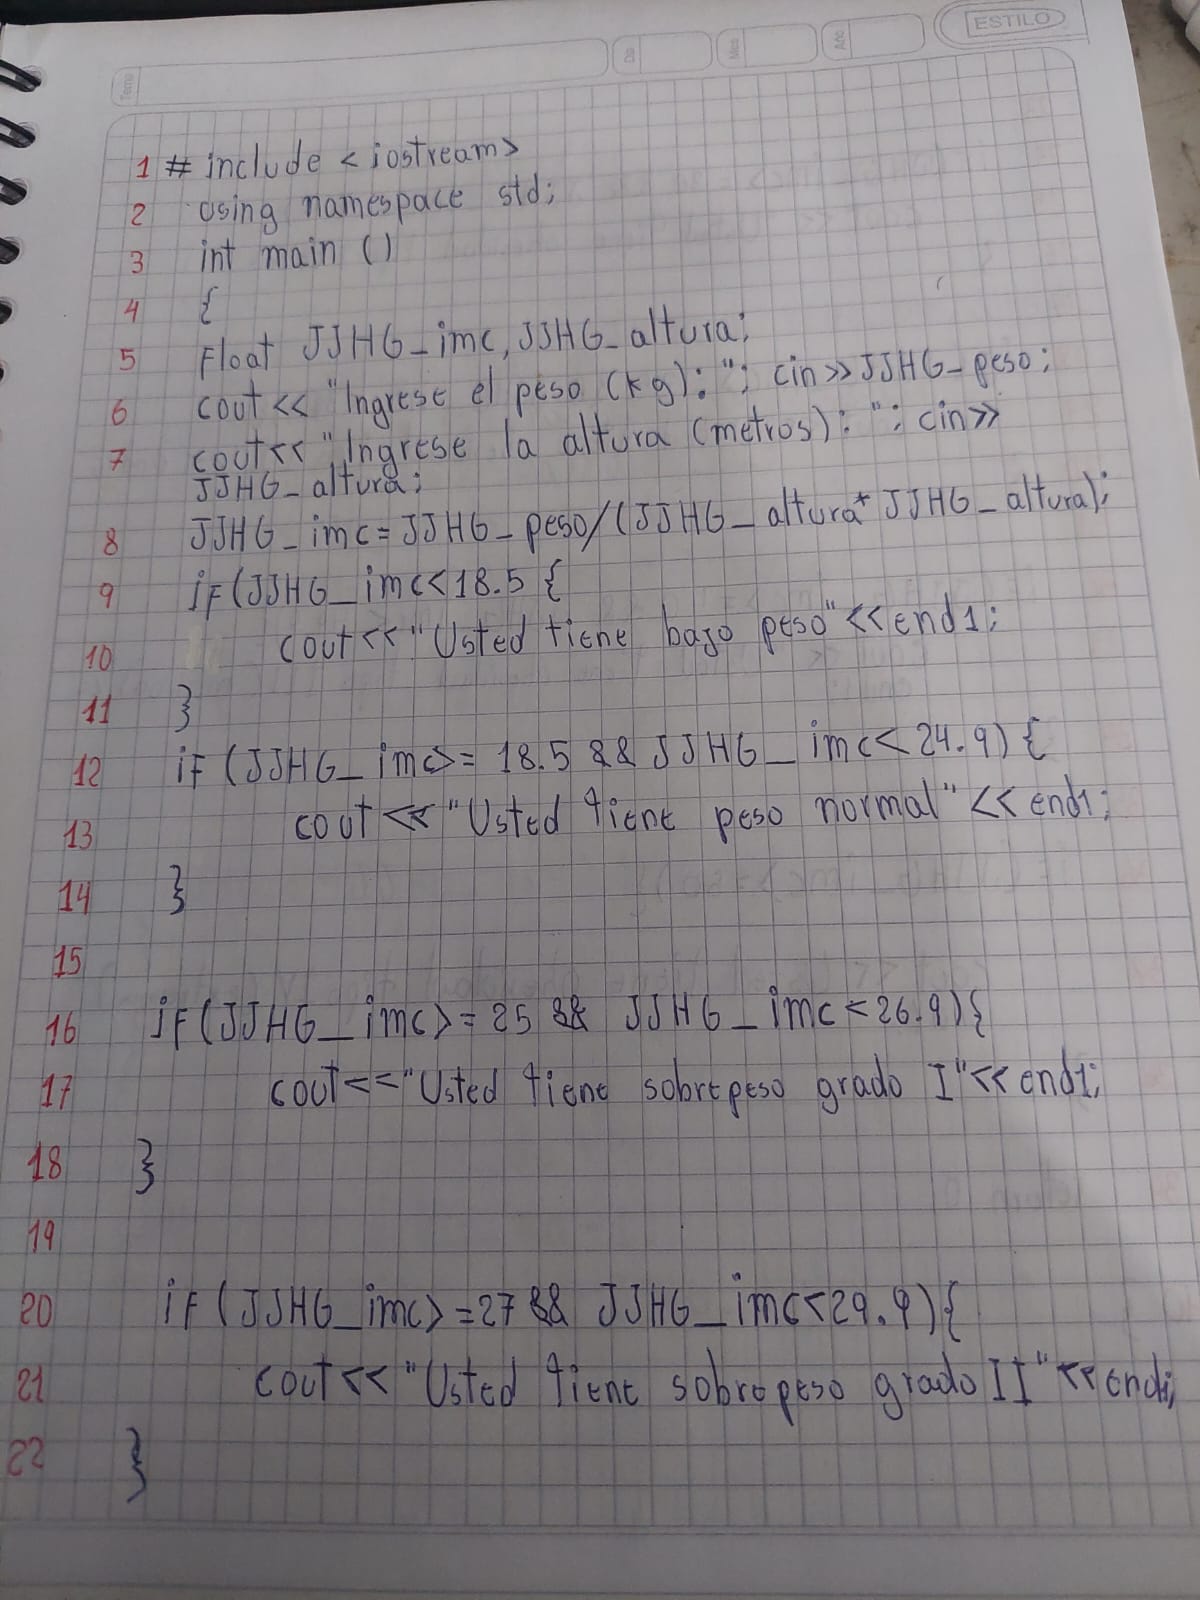 ESTILO
Tema
Día
Mes
Año
1 # include <iostream>
2 using namespace std;
3 int main ()
4 {
5 Float JJHG_imc, JJHG_altura;
6 cout<< "Ingrese el peso (kg): "; cin>>JJHG_peso;
7 cout<< "Ingrese la altura (metros): "; cin>>
JJHG_altura;
8 JJHG_imc=JJHG_peso/(JJHG_altura*JJHG_altura);
9 if(JJHG_imc<18.5 {
10 cout<<"Usted tiene bajo peso"<<end1;
11 }
12 if(JJHG_imc>= 18.5 && JJHG_imc<24.9){
13 cout<<"Usted tiene peso normal"<<end1;
14 }
15
16 if(JJHG_imc>=25 && JJHG_imc<26.9){
17 cout<<"Usted tiene sobrepeso grado I"<<end1;
18 }
19
20 if(JJHG_imc>=27 && JJHG_imc<29.9){
21 cout<<"Usted tiene sobrepeso grado II"<<endl;
22 }